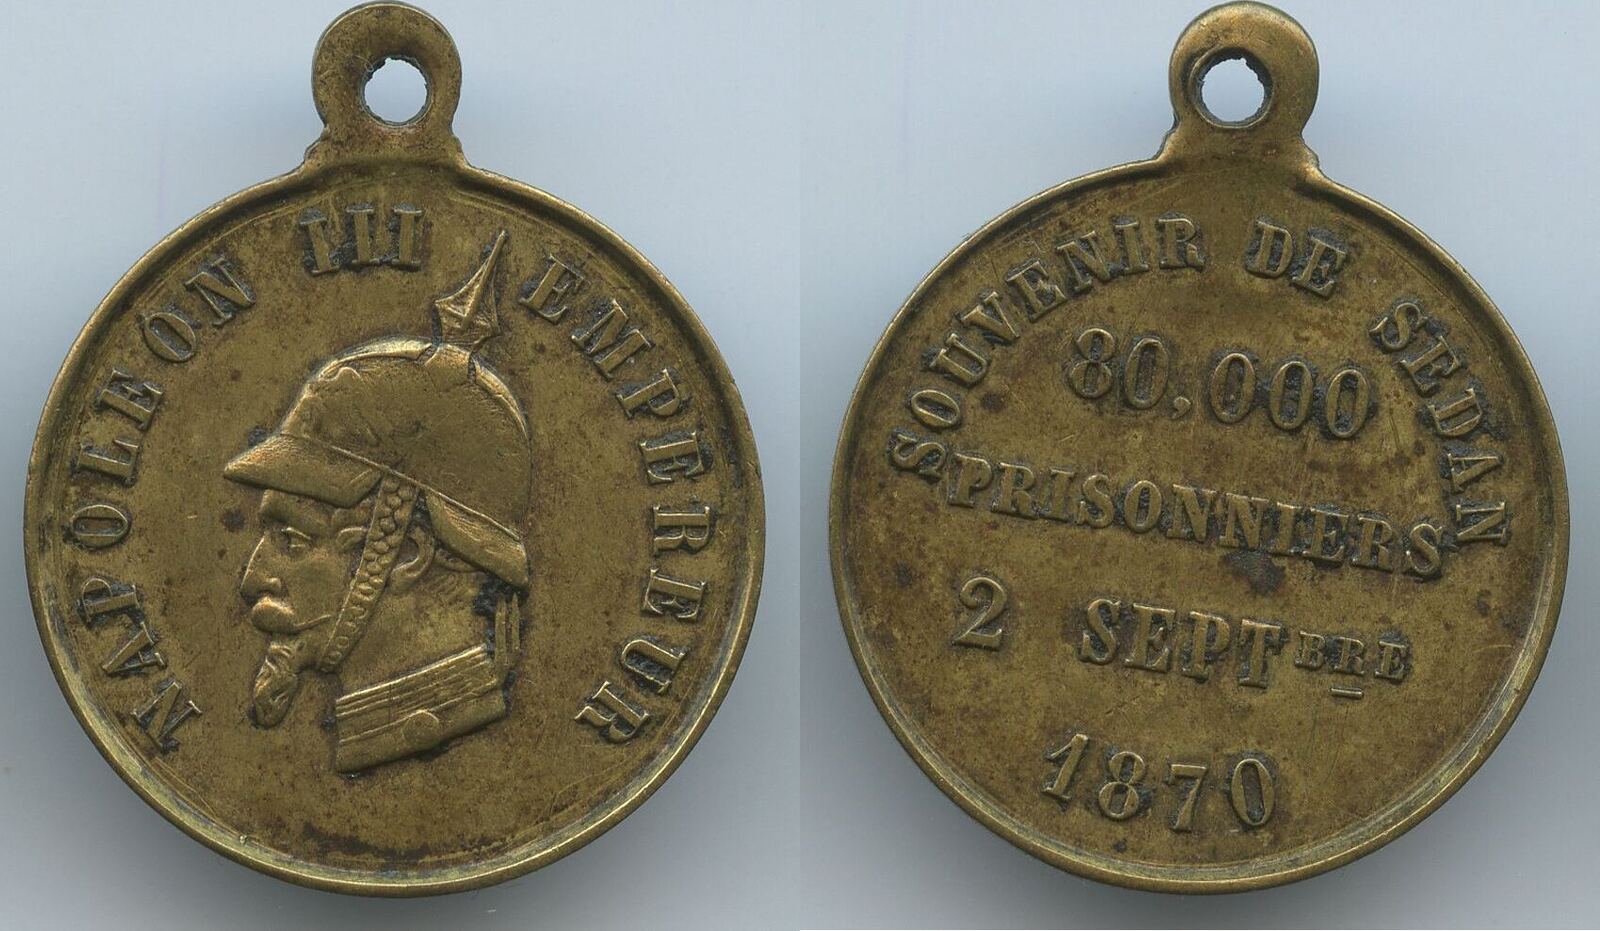 NAPOLEON III EMPEREUR
SOUVENIR DE SEDAN
80,000
PRISONNIERS
2 SEPTBRE
1870